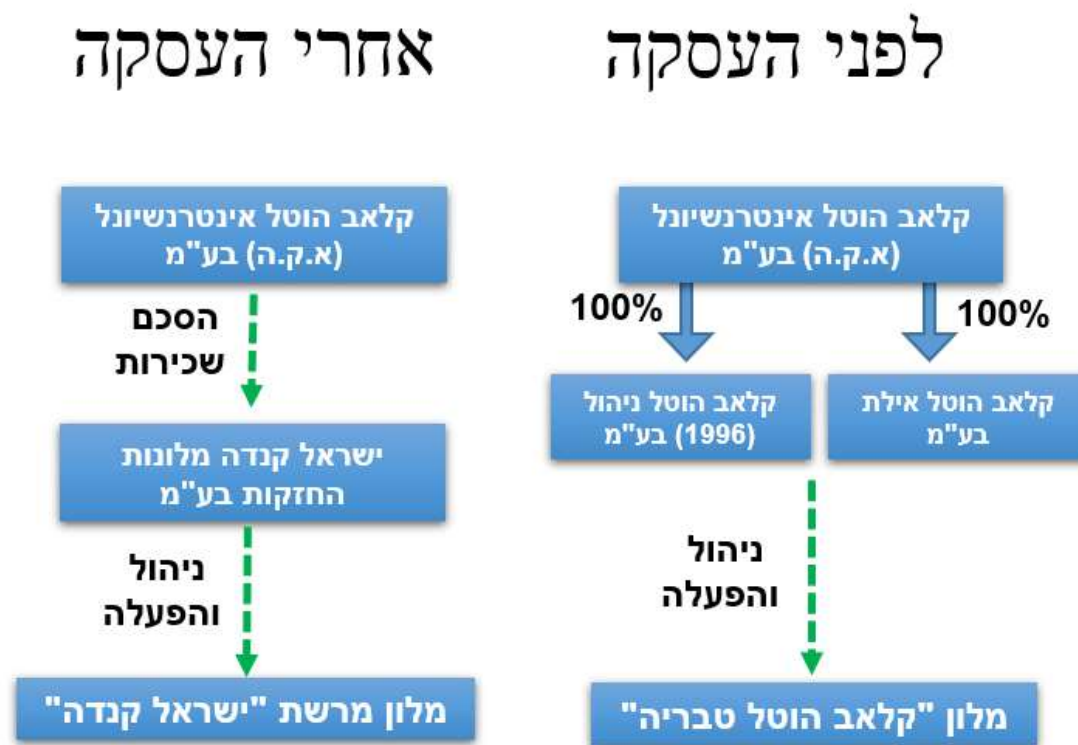 לפני העסקה
קלאב הוטל אינטרנשיונל
(א.ק.ה) בע"מ
100%
100%
קלאב הוטל אילת
בע"מ
קלאב הוטל ניהול
(1996) בע"מ
ניהול
והפעלה
מלון "קלאב הוטל טבריה"
אחרי העסקה
קלאב הוטל אינטרנשיונל
(א.ק.ה) בע"מ
הסכם
שכירות
ישראל קנדה מלונות
החזקות בע"מ
ניהול
והפעלה
מלון מרשת "ישראל קנדה"